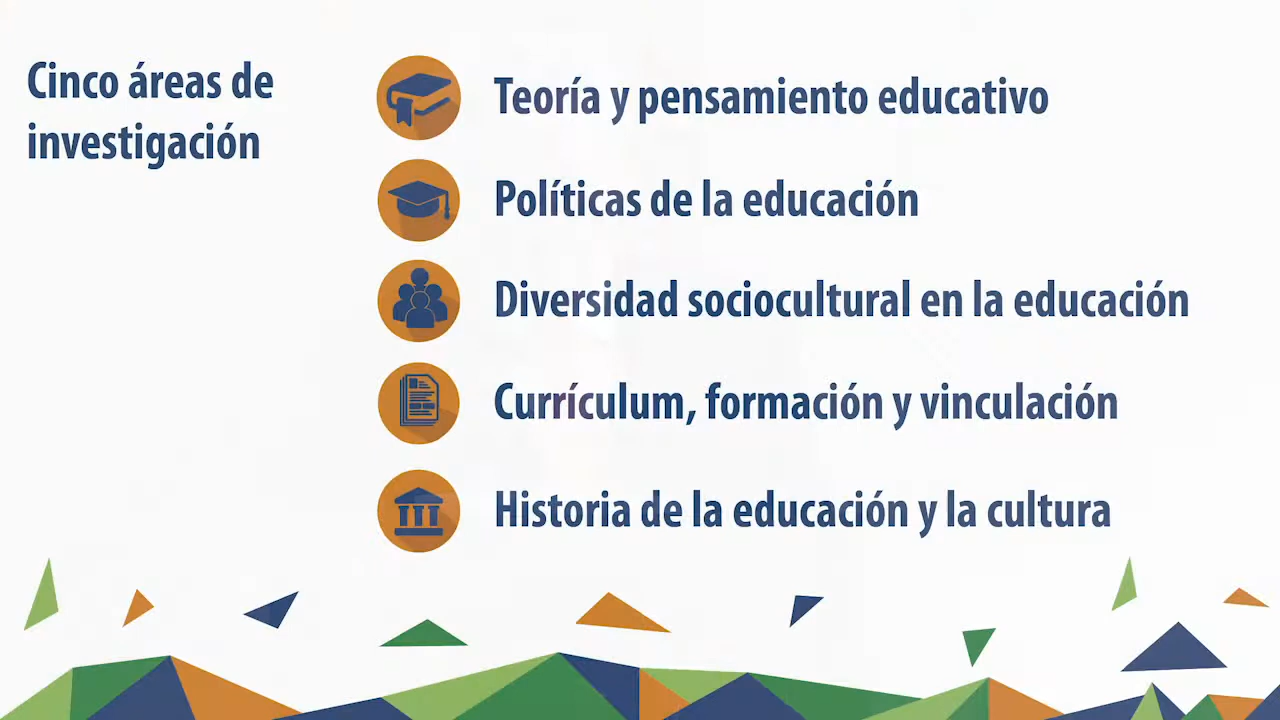 Cinco áreas de
investigación
Teoría y pensamiento educativo
Políticas de la educación
Diversidad sociocultural en la educación
Currículum, formación y vinculación
Historia de la educación y la cultura